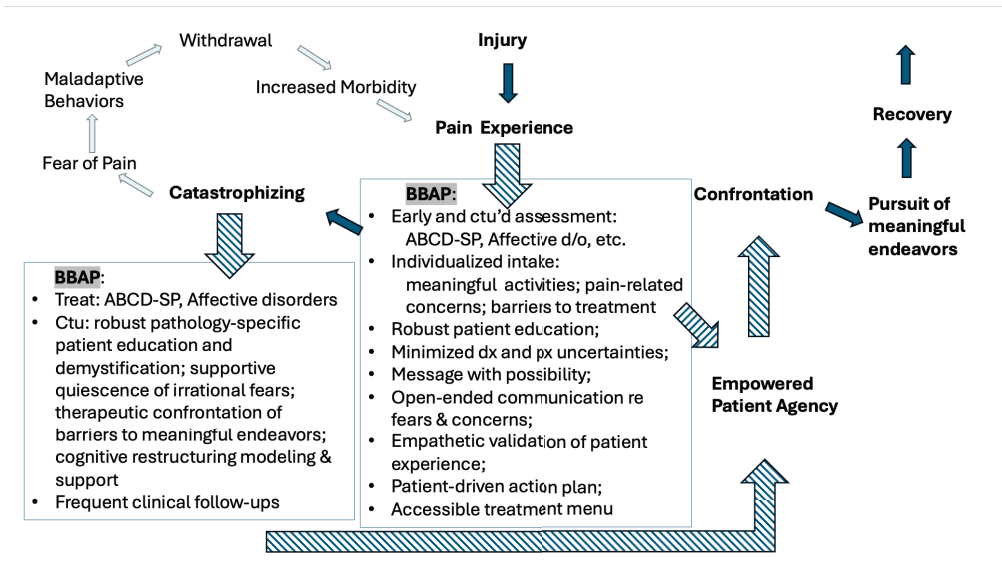 Withdrawal
Injury
Maladaptive
Behaviors
Increased Morbidity
Recovery
Pain Experience
Fear of Pain
Catastrophizing
Confrontation
Pursuit of
meaningful
endeavors
BBAP:
• Early and ctu'd assessment:
ABCD-SP, Affective d/o, etc.
• Individualized intake:
meaningful activities; pain-related
concerns; barriers to treatment
• Robust patient education;
• Minimized dx and px uncertainties;
• Message with possibility;
• Open-ended communication re
fears & concerns;
• Empathetic validation of patient
experience;
• Patient-driven action plan;
• Accessible treatment menu
BBAP:
• Treat: ABCD-SP, Affective disorders
• Ctu: robust pathology-specific
patient education and
demystification; supportive
quiescence of irrational fears;
therapeutic confrontation of
barriers to meaningful endeavors;
cognitive restructuring modeling &
support
• Frequent clinical follow-ups
Empowered
Patient Agency